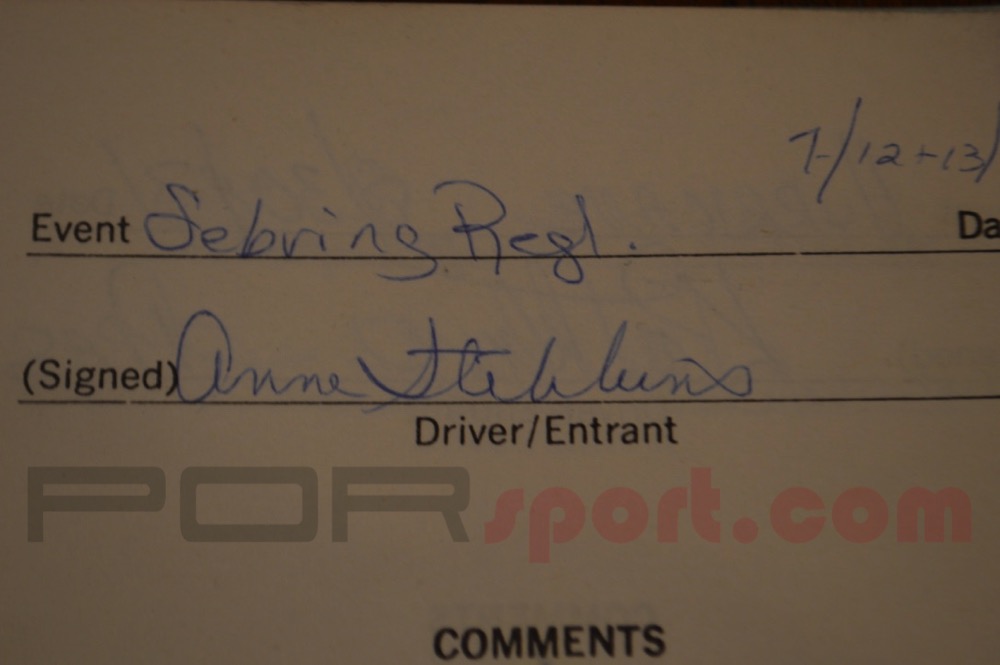 7/12+13/
Event Sebring Regl. Da
(Signed) Anne Stebbins
Driver/Entrant
PORsport.com
COMMENTS